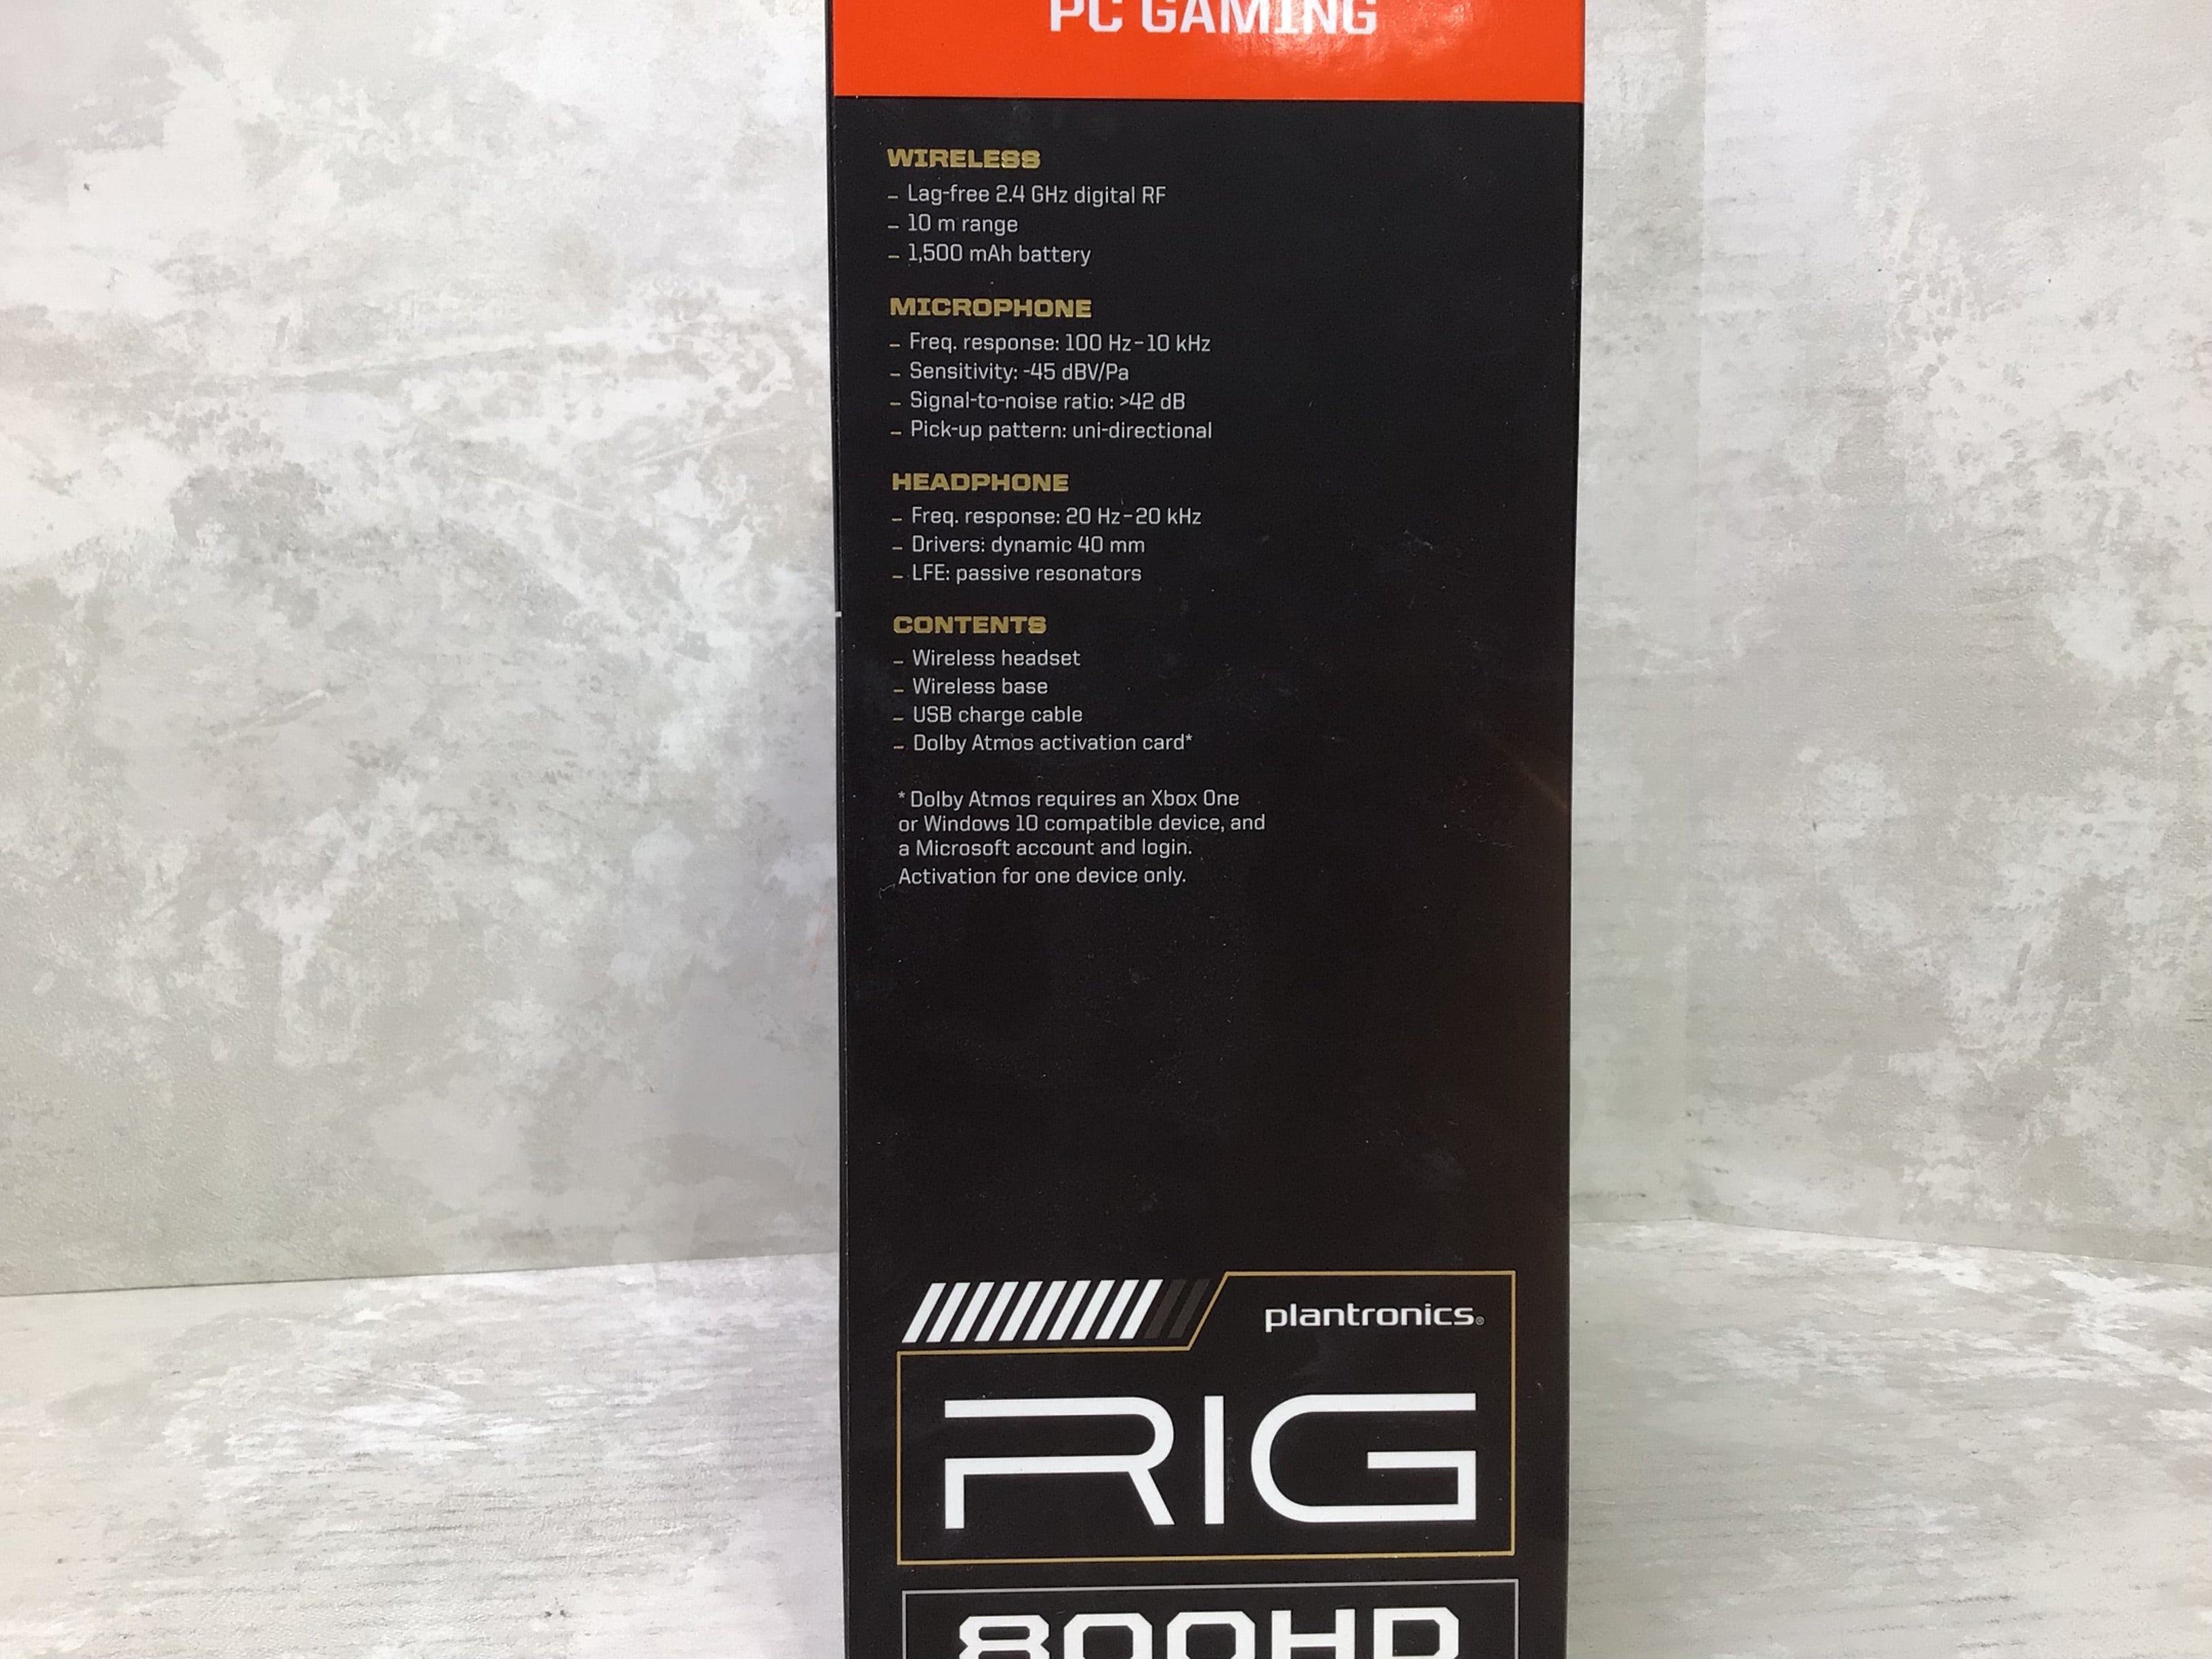 PC GAMING
WIRELESS
– Lag-free 2.4 GHz digital RF
– 10 m range
– 1,500 mAh battery
MICROPHONE
– Freq. response: 100 Hz–10 kHz
– Sensitivity: -45 dBV/Pa
– Signal-to-noise ratio: >42 dB
– Pick-up pattern: uni-directional
HEADPHONE
– Freq. response: 20 Hz–20 kHz
– Drivers: dynamic 40 mm
– LFE: passive resonators
CONTENTS
– Wireless headset
– Wireless base
– USB charge cable
– Dolby Atmos activation card*
* Dolby Atmos requires an Xbox One
or Windows 10 compatible device, and
a Microsoft account and login.
Activation for one device only.
plantronics®
RIG
800HD